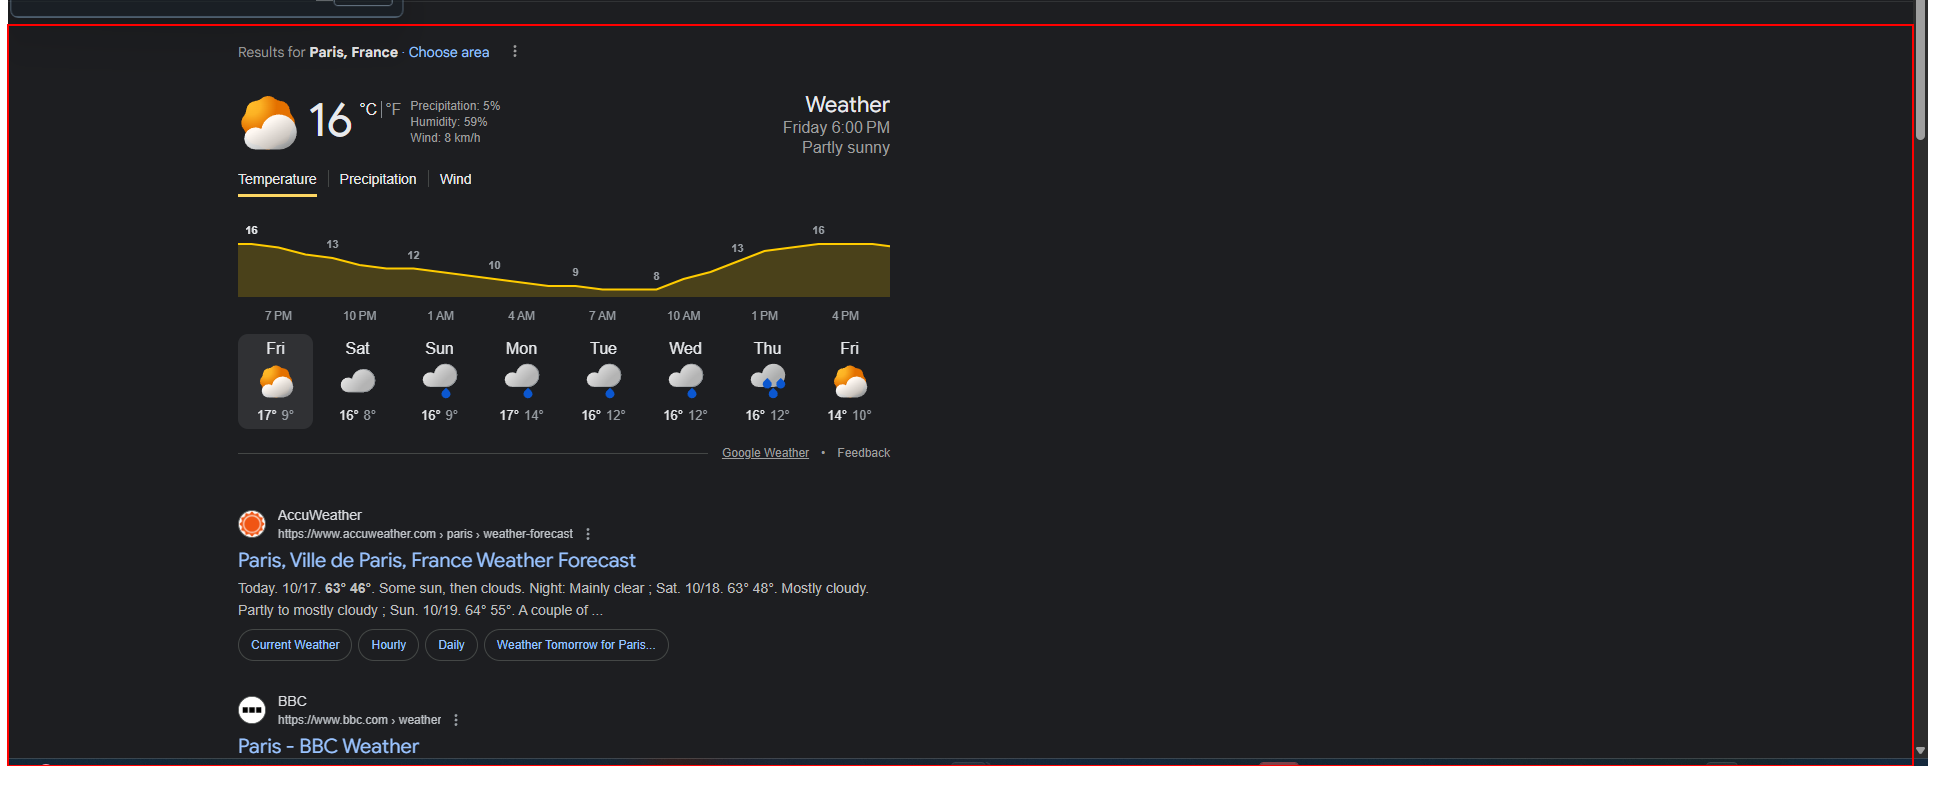 Results for Paris, France · Choose area
16 °C | °F
Precipitation: 5%
Humidity: 59%
Wind: 8 km/h
Weather
Friday 6:00 PM
Partly sunny
Temperature
Precipitation
Wind
16 13 12 10 9 8 13 16
7 PM 10 PM 1 AM 4 AM 7 AM 10 AM 1 PM 4 PM
Fri Sat Sun Mon Tue Wed Thu Fri
17° 9° 16° 8° 16° 9° 17° 14° 16° 12° 16° 12° 16° 12° 14° 10°
Google Weather • Feedback
AccuWeather
https://www.accuweather.com › paris › weather-forecast
Paris, Ville de Paris, France Weather Forecast
Today. 10/17. 63° 46°. Some sun, then clouds. Night: Mainly clear ; Sat. 10/18. 63° 48°. Mostly cloudy.
Partly to mostly cloudy ; Sun. 10/19. 64° 55°. A couple of ...
Current Weather
Hourly
Daily
Weather Tomorrow for Paris...
BBC
https://www.bbc.com › weather
Paris - BBC Weather